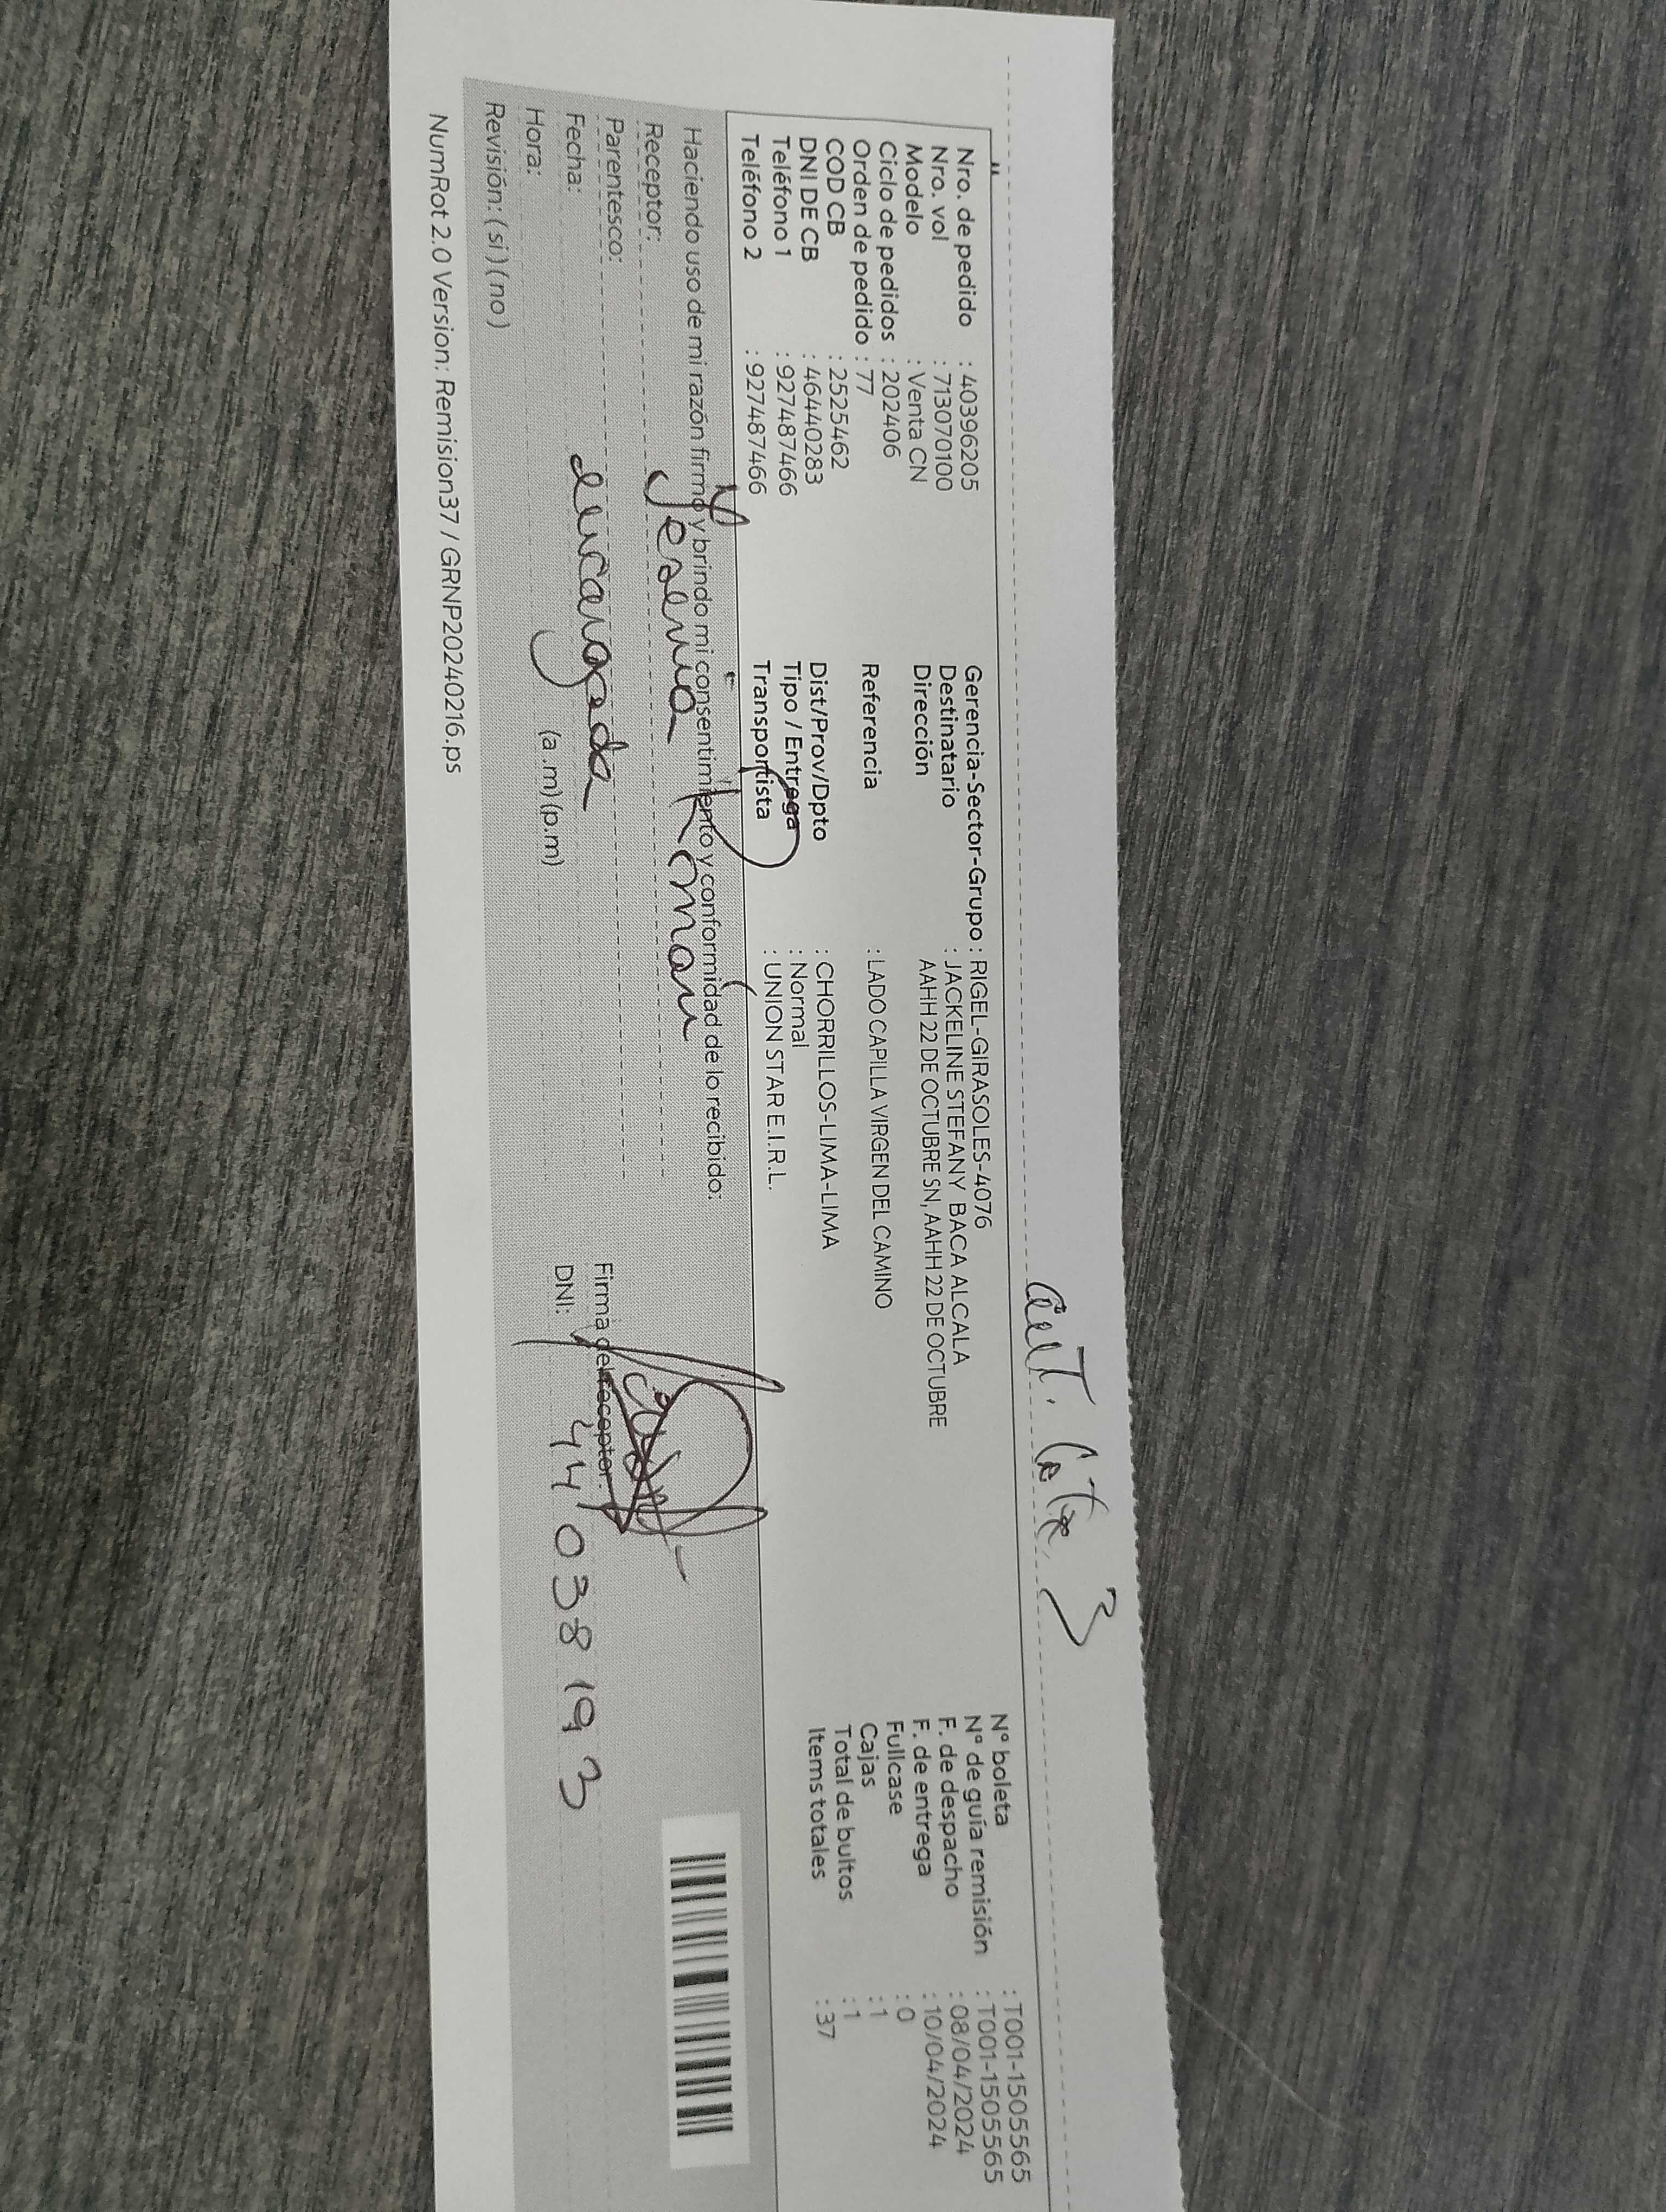 Nro. de pedido : 40396205
Nro. vol : 713070100
Modelo : Venta CN
Ciclo de pedidos : 202406
Orden de pedido : 77
COD CB : 2525462
DNI DE CB : 46440283
Teléfono 1 : 927487466
Teléfono 2 : 927487466
Gerencia-Sector-Grupo : RIGEL-GIRASOLES-4076
Destinatario : JACKELINE STEFANY BACA ALCALA
Dirección AAHH 22 DE OCTUBRE SN, AAHH 22 DE OCTUBRE
Referencia : LADO CAPILLA VIRGEN DEL CAMINO
Dist/Prov/Dpto : CHORRILLOS-LIMA-LIMA
Tipo / Entrega : Normal
Transportista : UNION STAR E.I.R.L.
N° boleta : T001-1505565
N° de guía remisión : T001-1505565
F. de despacho : 08/04/2024
F. de entrega : 10/04/2024
Fullcase : 0
Cajas : 1
Total de bultos : 1
Items totales : 37
Haciendo uso de mi razón firmo y brindo mi consentimiento y conformidad de lo recibido:
Receptor: Jesenia
Parentesco:
Fecha:
Hora: (a .m) (p.m)
Revisión: ( si ) ( no )
Firma del receptor:
DNI: 44038193
NumRot 2.0 Version: Remision37 / GRNP20240216.ps